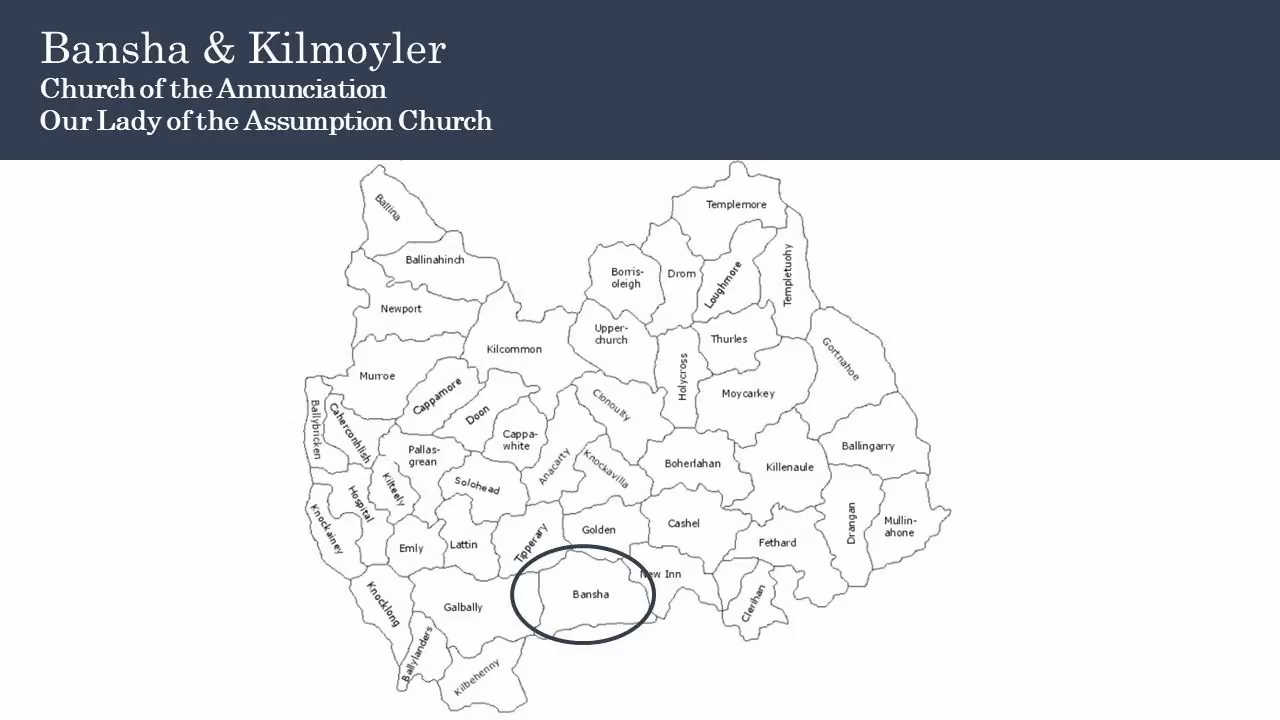 Bansha & Kilmoyler
Church of the Annunciation
Our Lady of the Assumption Church
Ballina
Templemore
Ballinahinch
Borris-
oleigh
Drom
Loughmore
Templetuohy
Newport
Kilcommon
Upper-
church
Thurles
Holycross
Gortnahoe
Murroe
Cappamore
Doon
Clonoulty
Moycarkey
Ballybricken
Caherconhlish
Cappa-
white
Pallas-
grean
Anacarty
Knockavilla
Boherlahan
Killenaule
Ballingarry
Kilteely
Solohead
Hospital
Knockainey
Emly
Lattin
Tipperary
Golden
Cashel
Fethard
Drangan
Mullin-
ahone
New Inn
Bansha
Clerihan
Knocklong
Galbally
Ballylanders
Kilbehenny